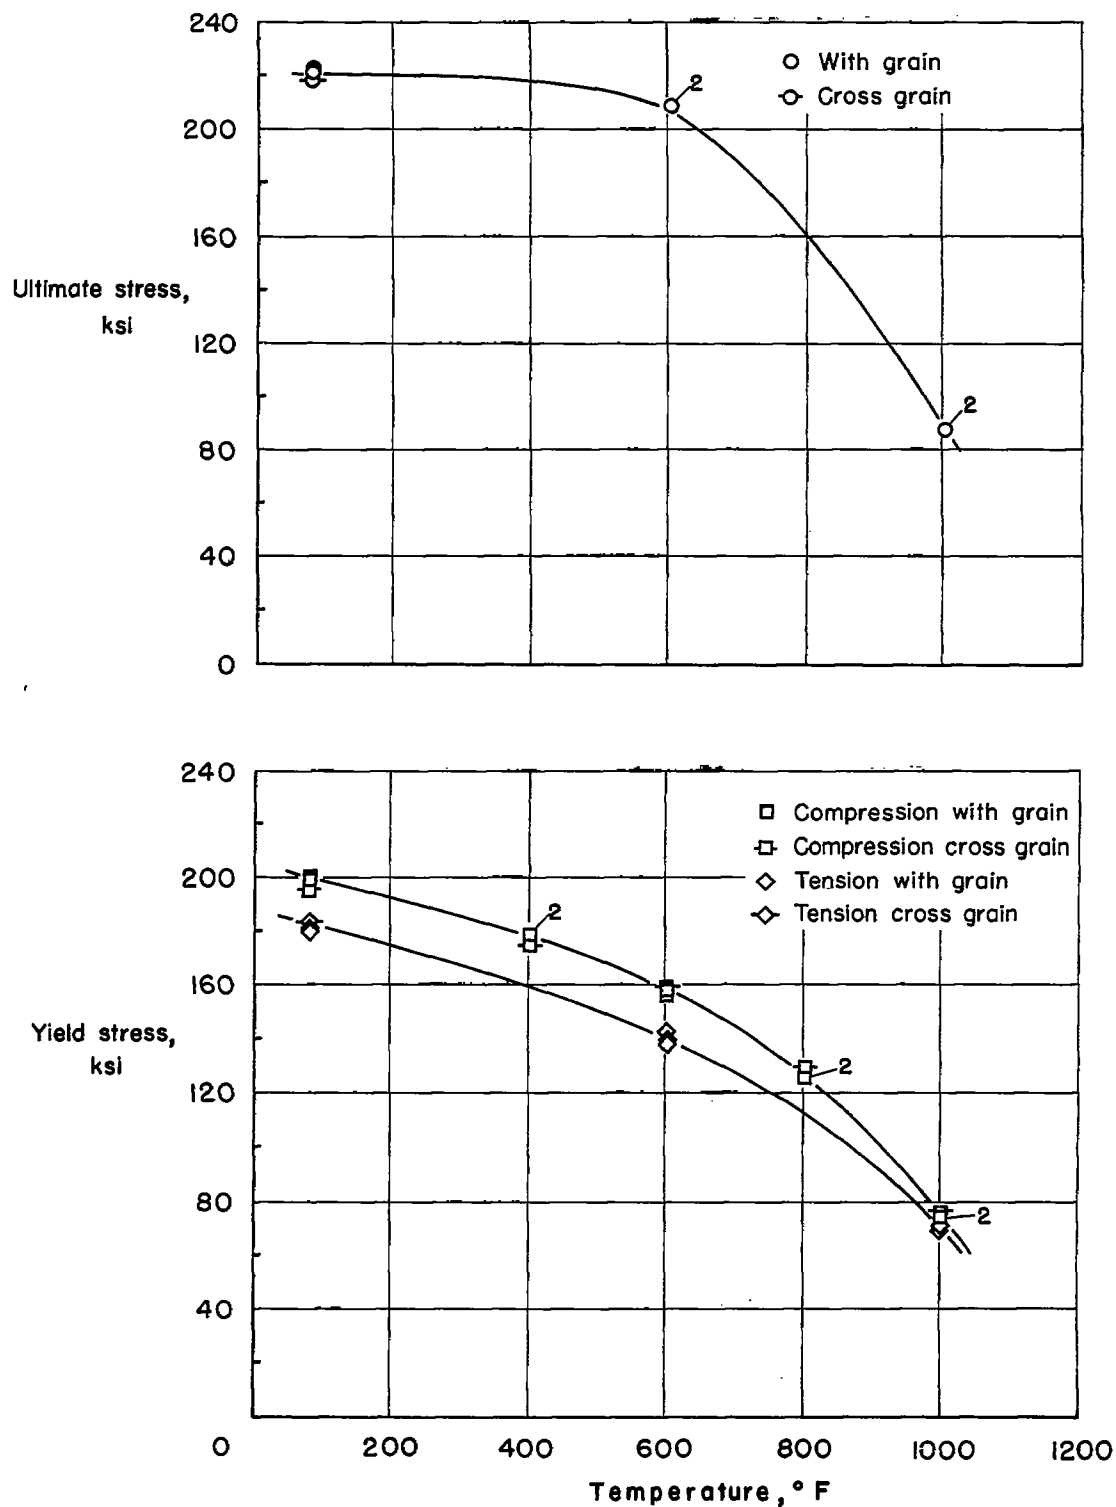 240
200
160
120
80
40
0
Ultimate stress,
ksi
2
2
With grain
Cross grain
240
200
160
120
80
40
Yield stress,
ksi
Compression with grain
Compression cross grain
Tension with grain
Tension cross grain
2
2
2
0 200 400 600 800 1000 1200
Temperature, ° F